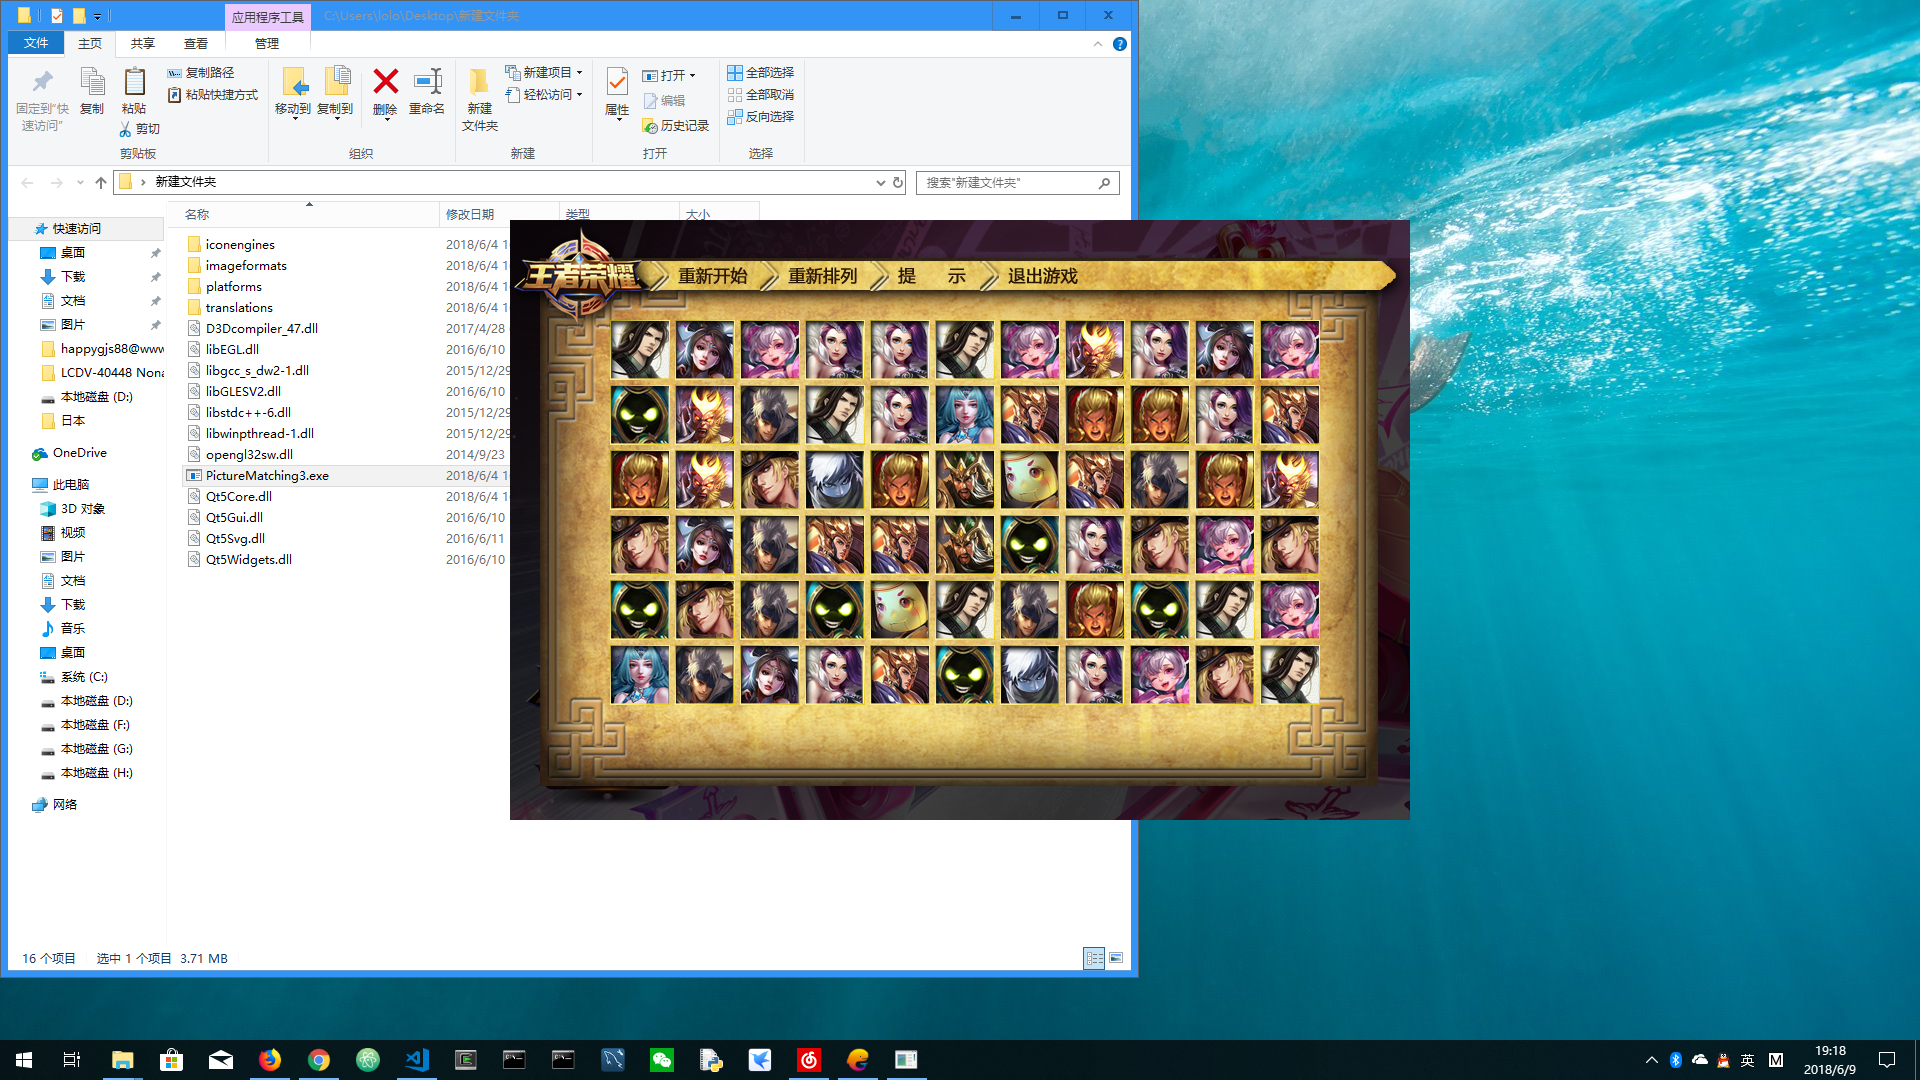 应用程序工具
C:\Users\lolo\Desktop\新建文件夹
文件
主页
共享
查看
管理
固定到"快
速访问"
复制
粘贴
复制路径
粘贴快捷方式
剪切
剪贴板
移动到
复制到
删除
重命名
组织
新建
文件夹
新建项目
轻松访问
新建
属性
打开
编辑
历史记录
打开
全部选择
全部取消
反向选择
选择
新建文件夹
搜索"新建文件夹"
名称
修改日期
类型
大小
快速访问
桌面
下载
文档
图片
happygjs88@www
LCDV-40448 Nona
本地磁盘 (D:)
日本
OneDrive
此电脑
3D 对象
视频
图片
文档
下载
音乐
桌面
系统 (C:)
本地磁盘 (D:)
本地磁盘 (F:)
本地磁盘 (G:)
本地磁盘 (H:)
网络
iconengines 2018/6/4 1
imageformats 2018/6/4 1
platforms 2018/6/4 1
translations 2018/6/4 1
D3Dcompiler_47.dll 2017/4/28
libEGL.dll 2016/6/10
libgcc_s_dw2-1.dll 2015/12/29
libGLESV2.dll 2016/6/10
libstdc++-6.dll 2015/12/29
libwinpthread-1.dll 2015/12/29
opengl32sw.dll 2014/9/23
PictureMatching3.exe 2018/6/4 1
Qt5Core.dll 2018/6/4 1
Qt5Gui.dll 2016/6/10
Qt5Svg.dll 2016/6/11
Qt5Widgets.dll 2016/6/10
王者荣耀
重新开始
重新排列
提 示
退出游戏
16 个项目
选中 1 个项目 3.71 MB
英
M
19:18
2018/6/9